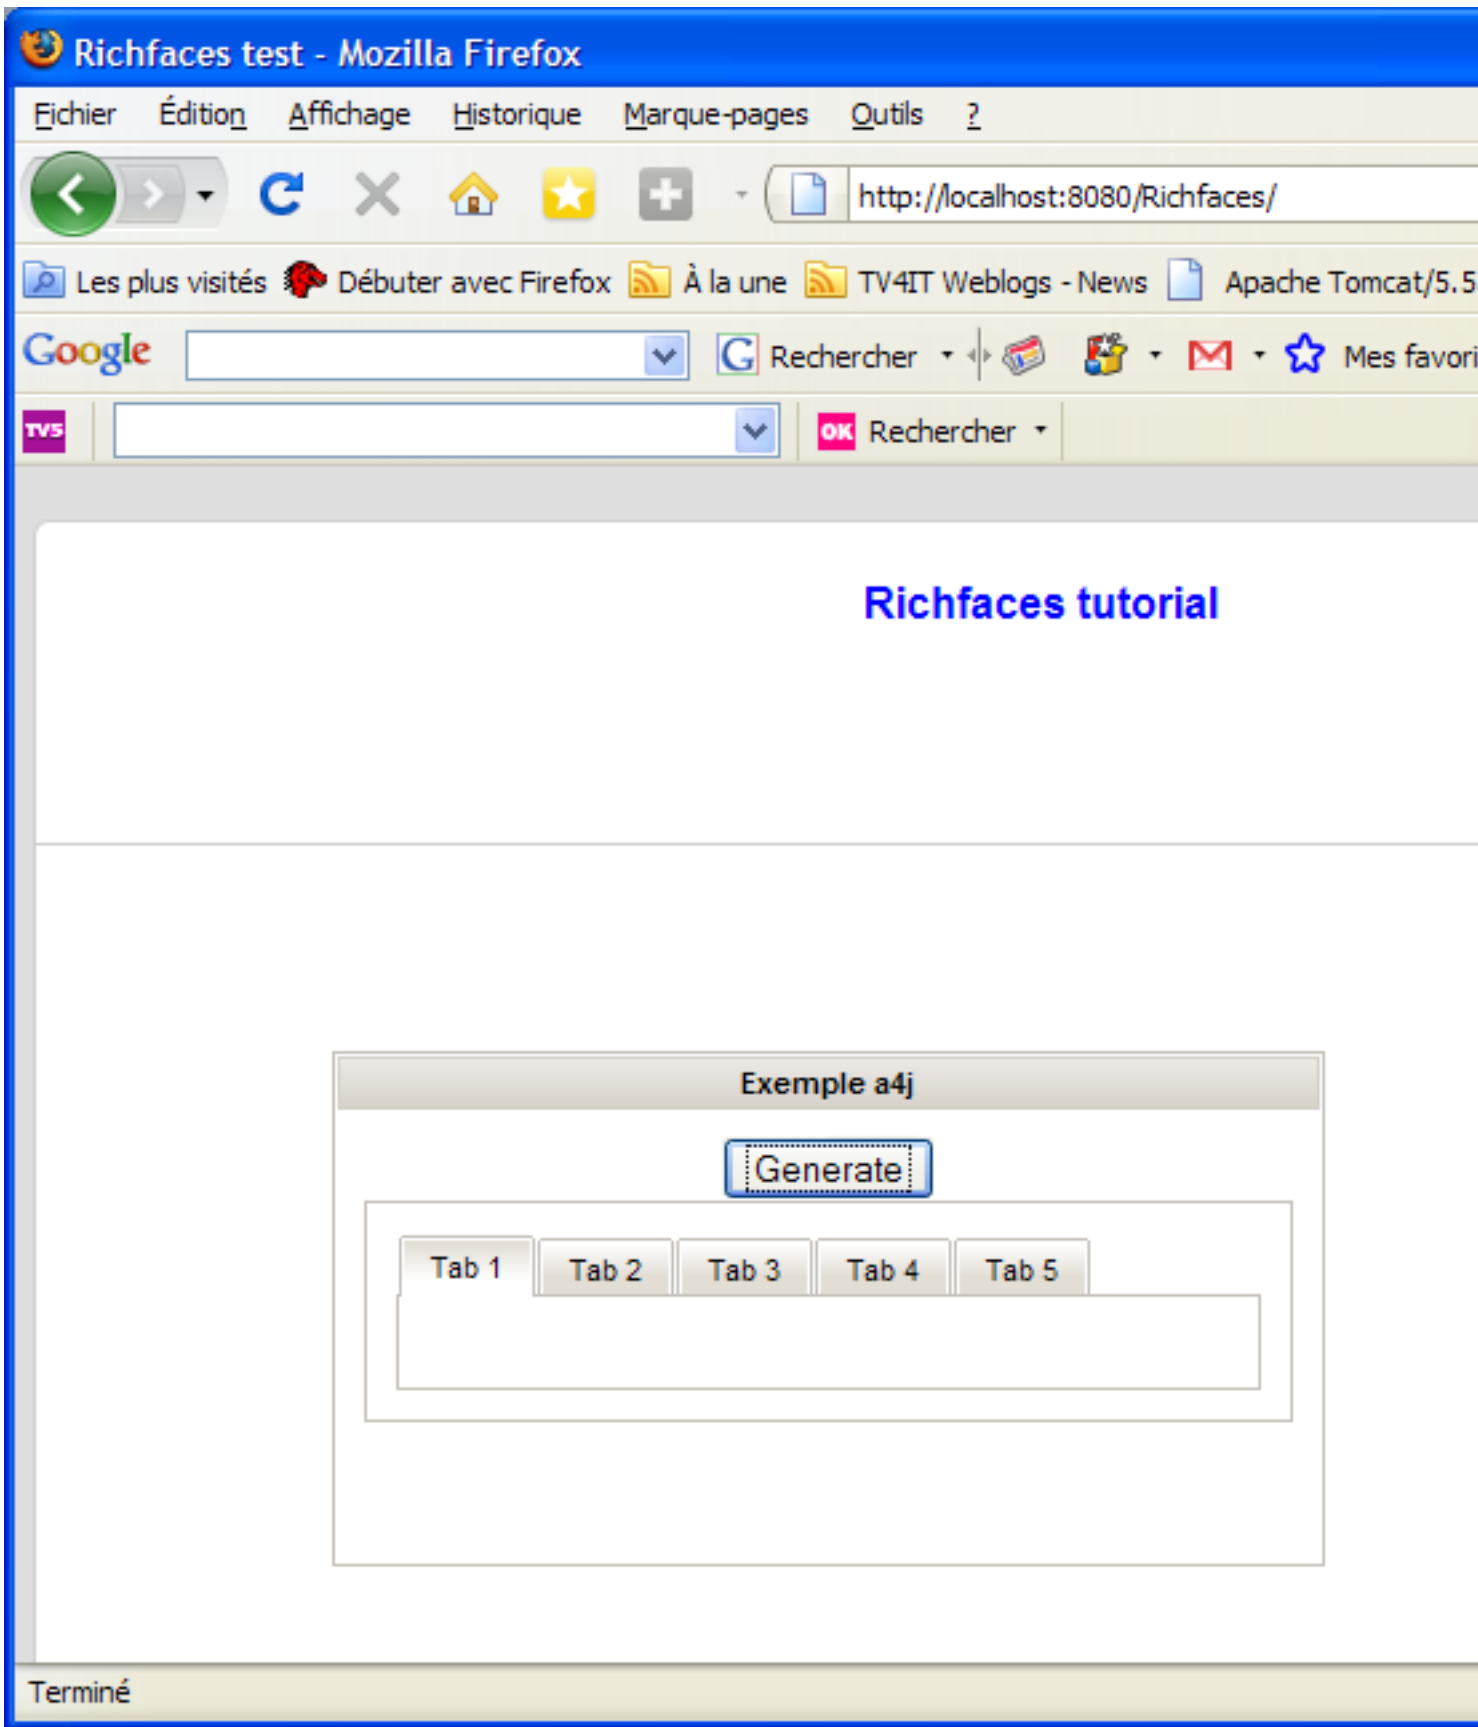 Richfaces test - Mozilla Firefox
Fichier Édition Affichage Historique Marque-pages Outils ?
http://localhost:8080/Richfaces/
Les plus visités Débuter avec Firefox À la une TV4IT Weblogs - News Apache Tomcat/5.5
Google G Rechercher Mes favori
TV5 OK Rechercher
Richfaces tutorial
Exemple a4j
Generate
Tab 1 Tab 2 Tab 3 Tab 4 Tab 5
Terminé